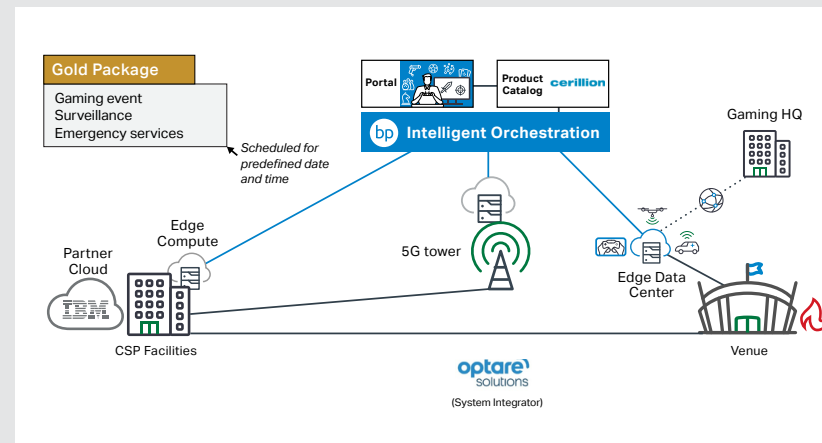 Gold Package
Gaming event
Surveillance
Emergency services
Scheduled for
predefined date
and time
Portal
Product
Catalog
cerillion
bp Intelligent Orchestration
Gaming HQ
Edge
Compute
Partner
Cloud
IBM
CSP Facilities
5G tower
Edge Data
Center
Venue
optare
solutions
(System Integrator)